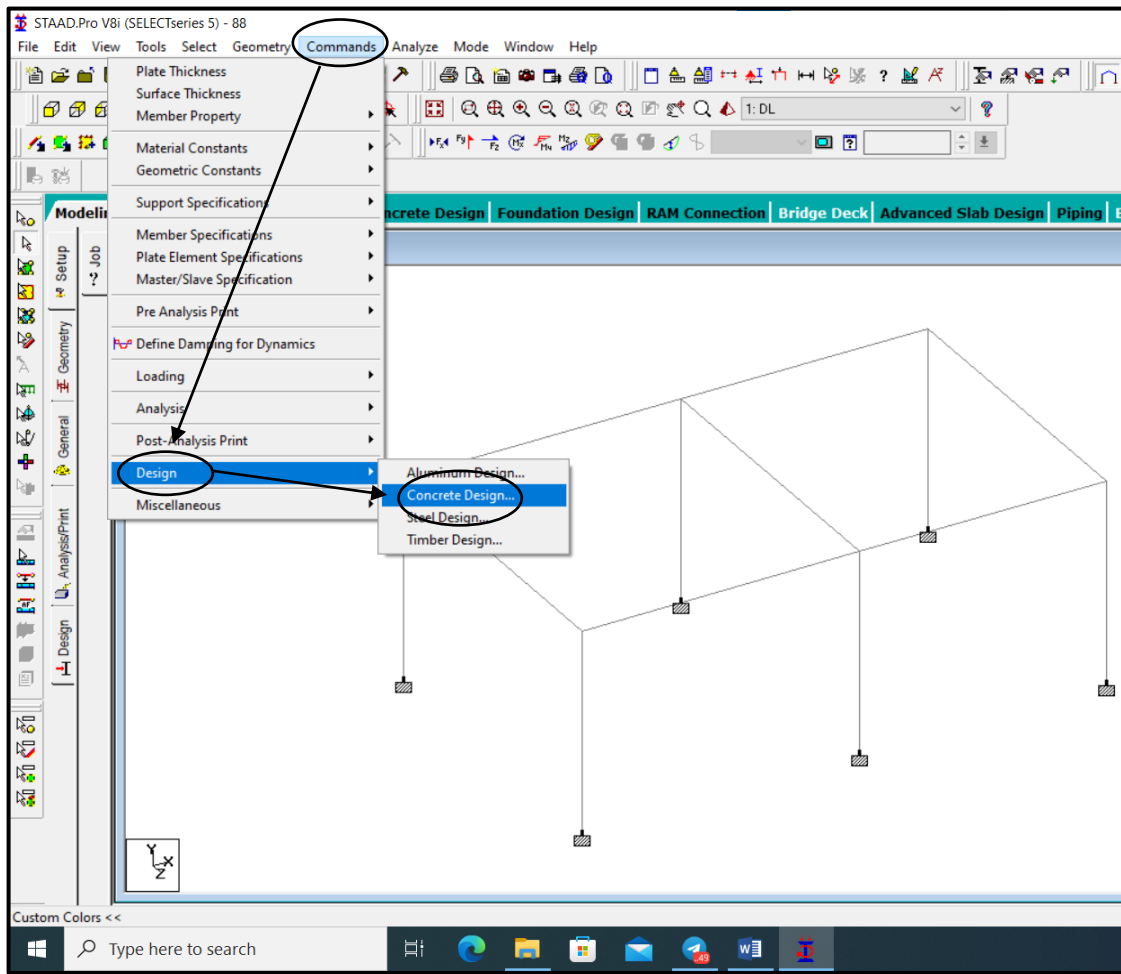 STAAD.Pro V8i (SELECTseries 5) - 88
File Edit View Tools Select Geometry Commands Analyze Mode Window Help
Plate Thickness
Surface Thickness
Member Property
1: DL
Material Constants
Geometric Constants
Support Specifications
ncrete Design Foundation Design RAM Connection Bridge Deck Advanced Slab Design Piping
Modelin
Member Specifications
Plate Element Specifications
Master/Slave Specification
Pre Analysis Print
Define Damping for Dynamics
Loading
Analysis
Post-Analysis Print
Design
Miscellaneous
Aluminum Design...
Concrete Design...
Steel Design...
Timber Design...
Setup
Geometry
General
Analysis/Print
Design
Job
Y
X
Z
Custom Colors <<
Type here to search